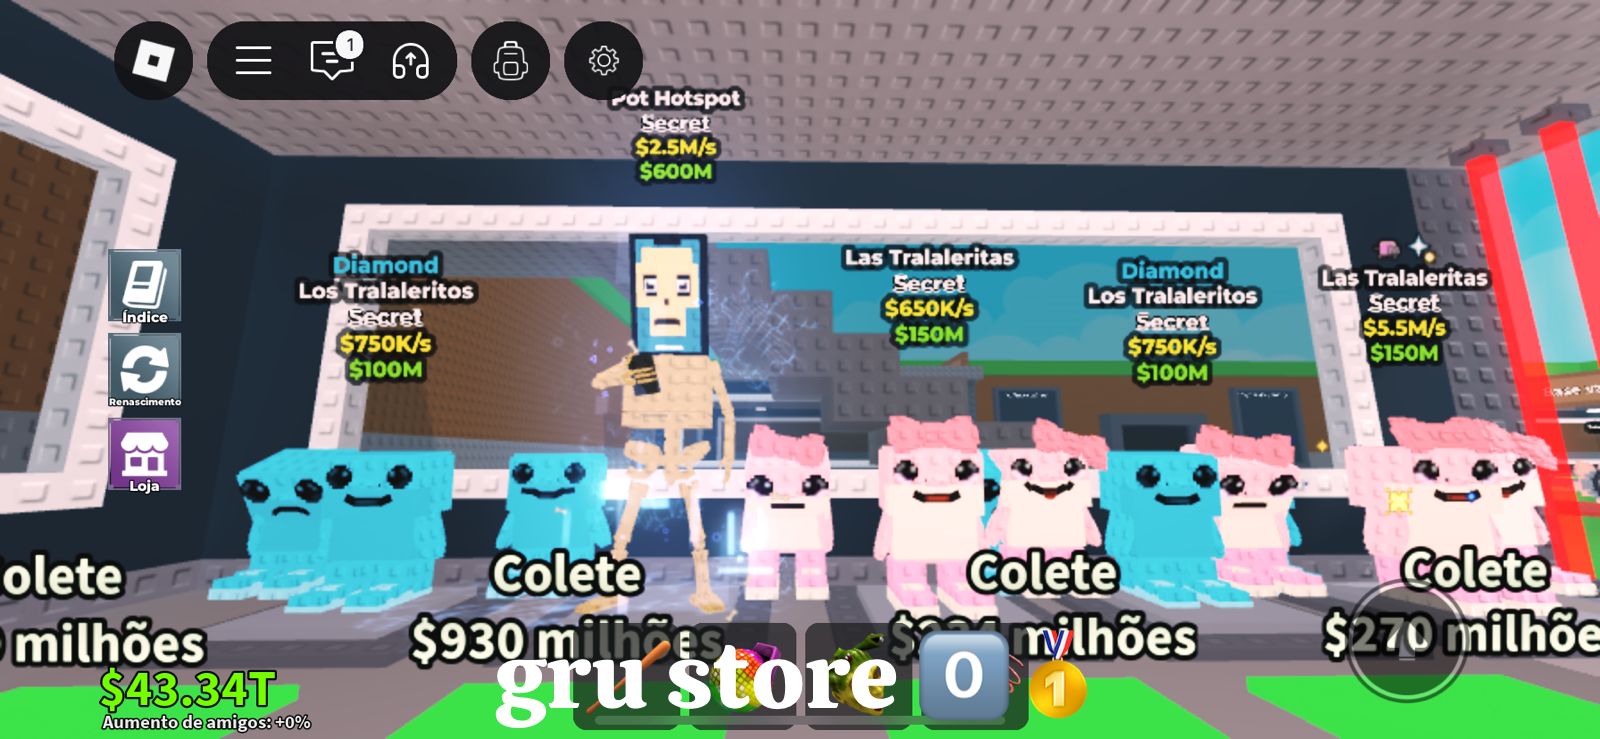 1
Pot Hotspot
Secret
$2.5M/s
$600M
Diamond
Los Tralaleritos
Secret
$750K/s
$100M
Las Tralaleritas
Secret
$650K/s
$150M
Diamond
Los Tralaleritos
Secret
$750K/s
$100M
Las Tralaleritas
Secret
$5.5M/s
$150M
Índice
Renascimento
Loja
olete
milhões
Colete
$930 milhões
Colete
milhões
Colete
$270 milhõe
$43.34T
Aumento de amigos: +0%
gru store 0 1